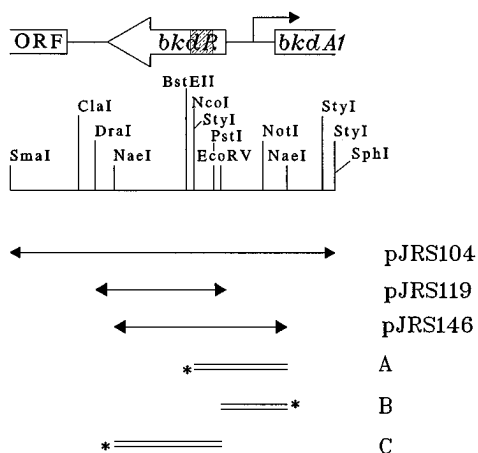 ORF bkdR bkdA1
BstEII
ClaI NcoI StyI
StyI
DraI PstI NotI StyI
SmaI NaeI EcoRV NaeI SphI
pJRS104
pJRS119
pJRS146
* A
* B
* C